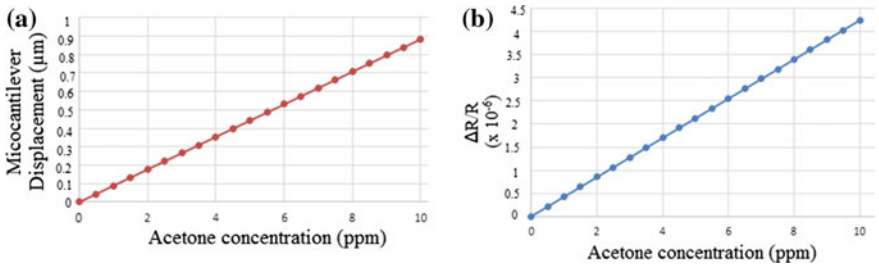 (a)
Micocantilever
Displacement (μm)
1
0.9
0.8
0.7
0.6
0.5
0.4
0.3
0.2
0.1
0
0 2 4 6 8 10
Acetone concentration (ppm)
(b)
ΔR/R
(x 10⁻⁶)
4.5
4
3.5
3
2.5
2
1.5
1
0.5
0
0 2 4 6 8 10
Acetone concentration (ppm)